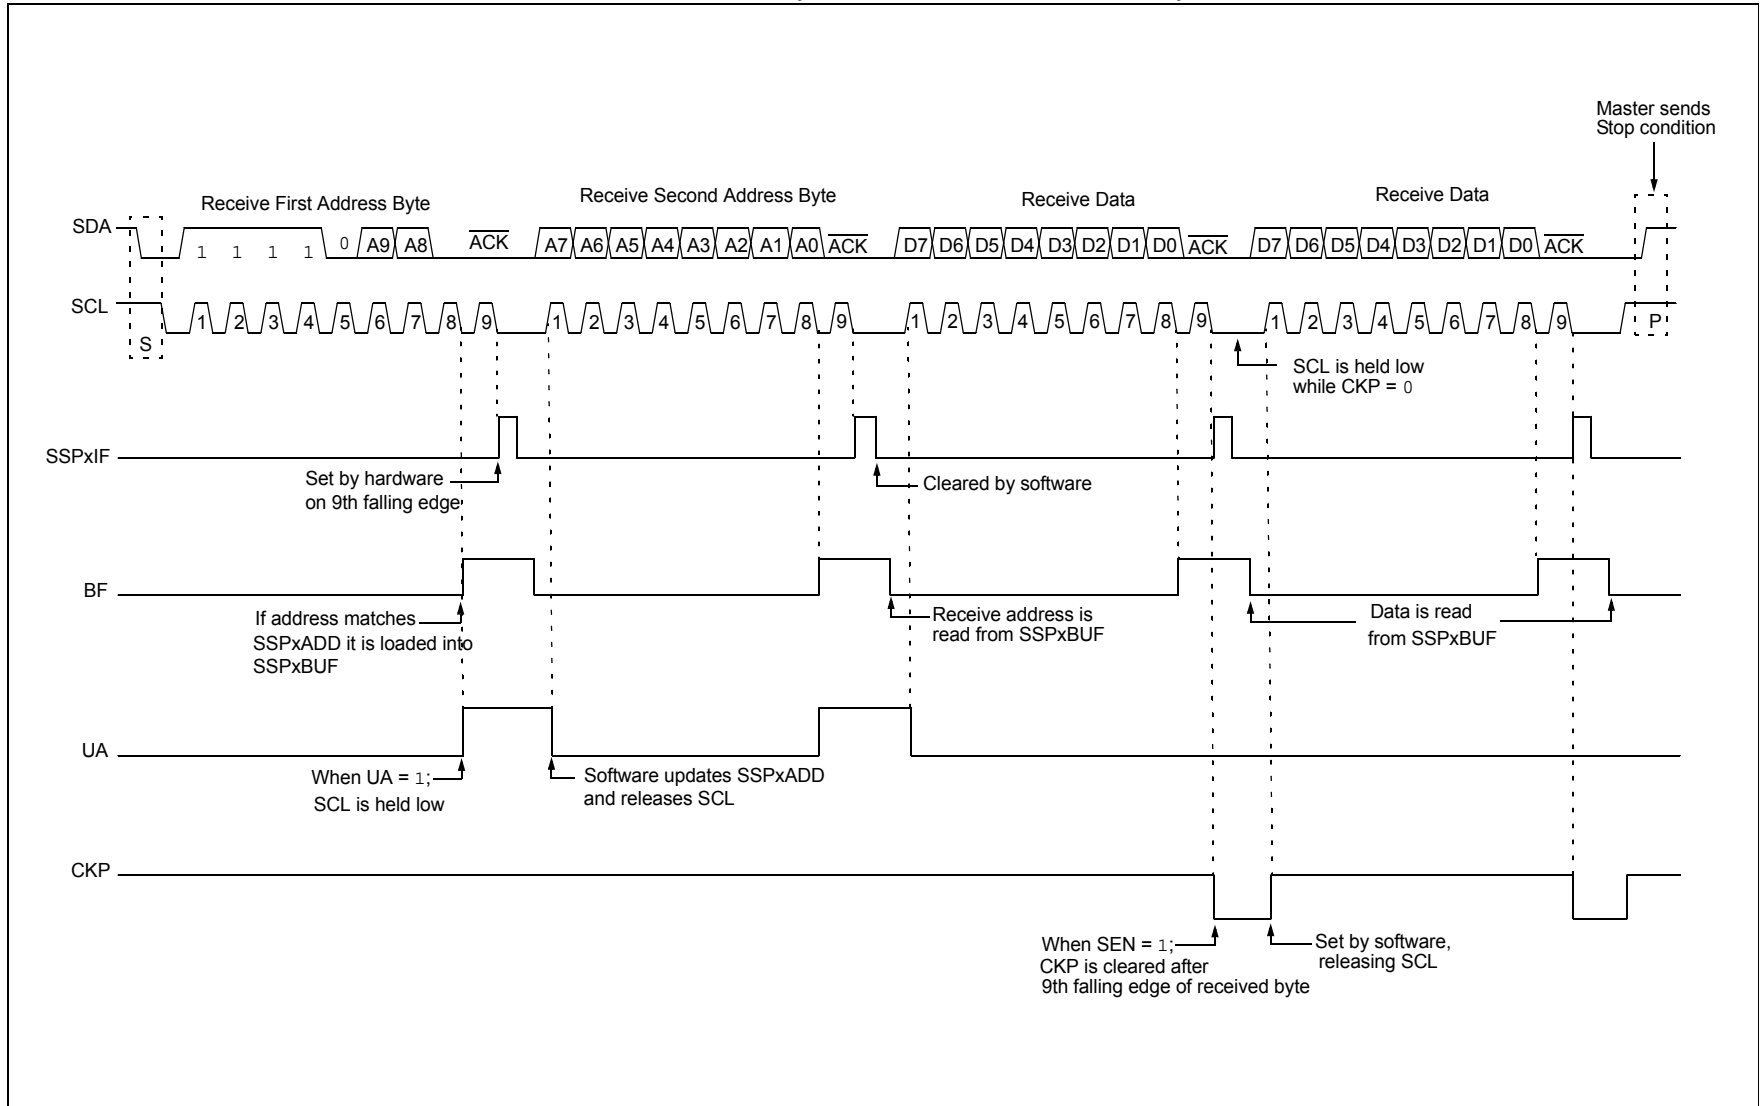 Master sends
Stop condition
Receive First Address Byte
Receive Second Address Byte
Receive Data
Receive Data
SDA
1 1 1 1 0 A9 A8 ACK A7 A6 A5 A4 A3 A2 A1 A0 ACK D7 D6 D5 D4 D3 D2 D1 D0 ACK D7 D6 D5 D4 D3 D2 D1 D0 ACK
SCL
S 1 2 3 4 5 6 7 8 9 1 2 3 4 5 6 7 8 9 1 2 3 4 5 6 7 8 9 1 2 3 4 5 6 7 8 9 P
SCL is held low
while CKP = 0
SSPxIF
Set by hardware
on 9th falling edge
Cleared by software
BF
If address matches
SSPxADD it is loaded into
SSPxBUF
Receive address is
read from SSPxBUF
Data is read
from SSPxBUF
UA
When UA = 1;
SCL is held low
Software updates SSPxADD
and releases SCL
CKP
When SEN = 1;
CKP is cleared after
9th falling edge of received byte
Set by software,
releasing SCL